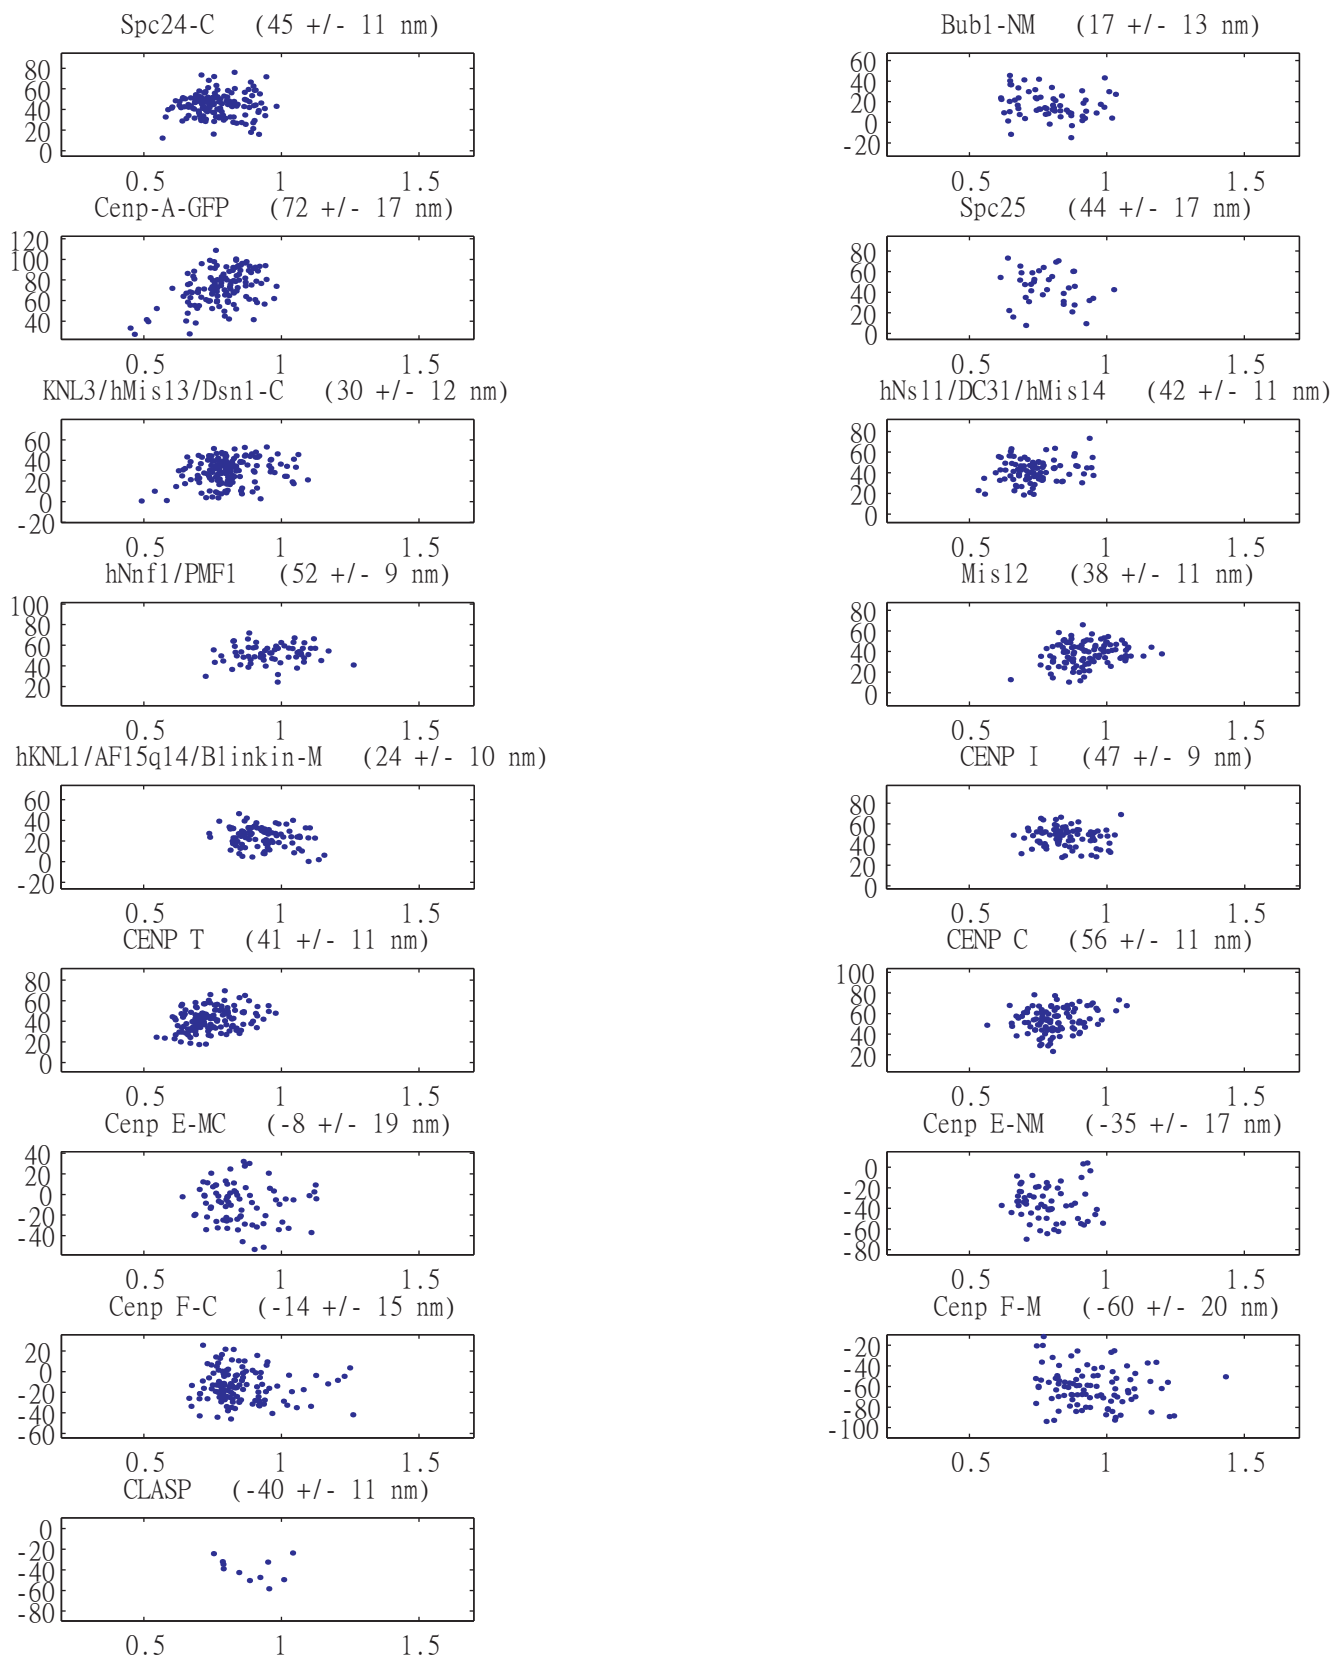 Spc24-C (45 +/- 11 nm)
80
60
40
20
0
0.5 1 1.5
Bub1-NM (17 +/- 13 nm)
60
40
20
0
-20
0.5 1 1.5
Cenp-A-GFP (72 +/- 17 nm)
120
100
80
60
40
0.5 1 1.5
Spc25 (44 +/- 17 nm)
80
60
40
20
0
0.5 1 1.5
KNL3/hMis13/Dsn1-C (30 +/- 12 nm)
60
40
20
0
-20
0.5 1 1.5
hNsl1/DC31/hMis14 (42 +/- 11 nm)
80
60
40
20
0
0.5 1 1.5
hNnf1/PMF1 (52 +/- 9 nm)
100
80
60
40
20
0.5 1 1.5
Mis12 (38 +/- 11 nm)
80
60
40
20
0
0.5 1 1.5
hKNL1/AF15q14/Blinkin-M (24 +/- 10 nm)
60
40
20
0
-20
0.5 1 1.5
CENP I (47 +/- 9 nm)
80
60
40
20
0
0.5 1 1.5
CENP T (41 +/- 11 nm)
80
60
40
20
0
0.5 1 1.5
CENP C (56 +/- 11 nm)
100
80
60
40
20
0.5 1 1.5
Cenp E-MC (-8 +/- 19 nm)
40
20
0
-20
-40
0.5 1 1.5
Cenp E-NM (-35 +/- 17 nm)
0
-20
-40
-60
-80
0.5 1 1.5
Cenp F-C (-14 +/- 15 nm)
20
0
-20
-40
-60
0.5 1 1.5
Cenp F-M (-60 +/- 20 nm)
-20
-40
-60
-80
-100
0.5 1 1.5
CLASP (-40 +/- 11 nm)
0
-20
-40
-60
-80
0.5 1 1.5